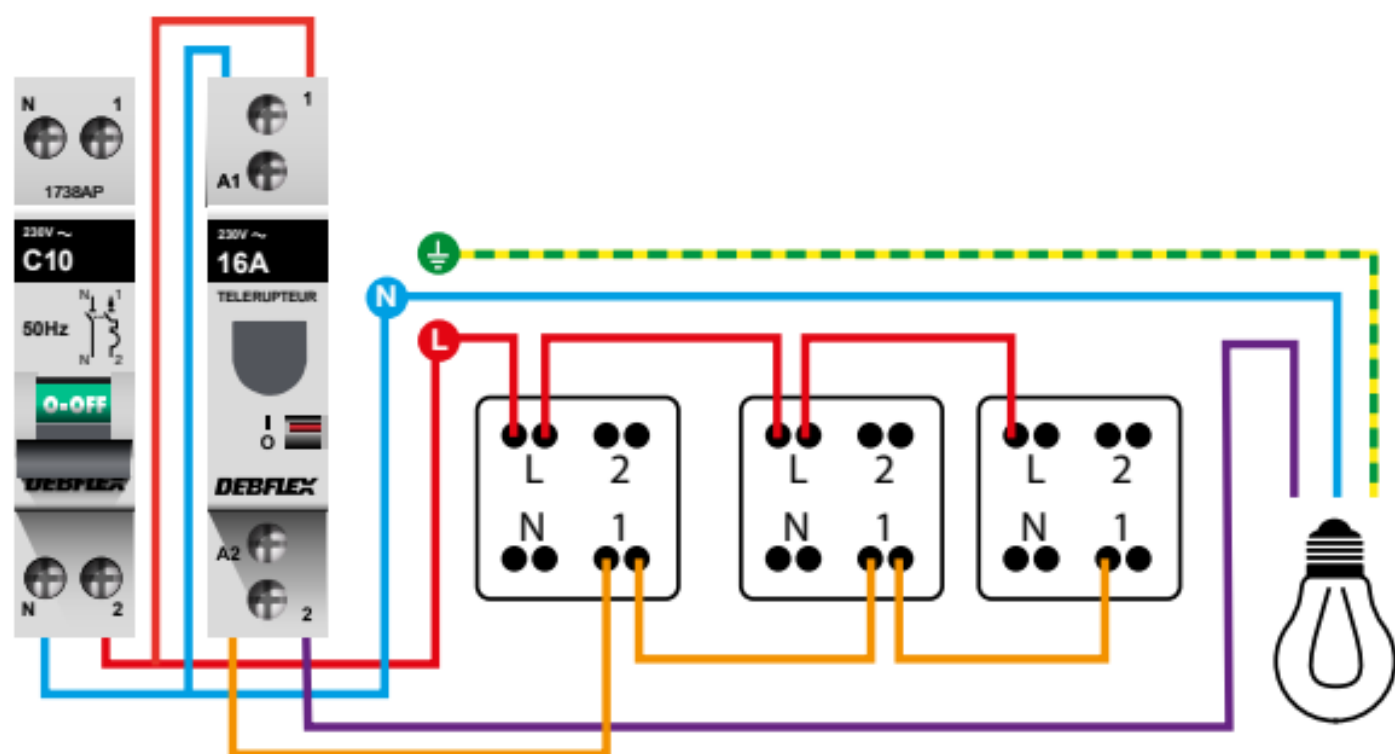 N 1
1738AP
230V ~
C10
50Hz
N 1
N 2
O-OFF
DEBFLEX
N 2
1
A1
230V ~
16A
TELERUPTEUR
I
O
DEBFLEX
A2
2
N
L
L 2
N 1
L 2
N 1
L 2
N 1